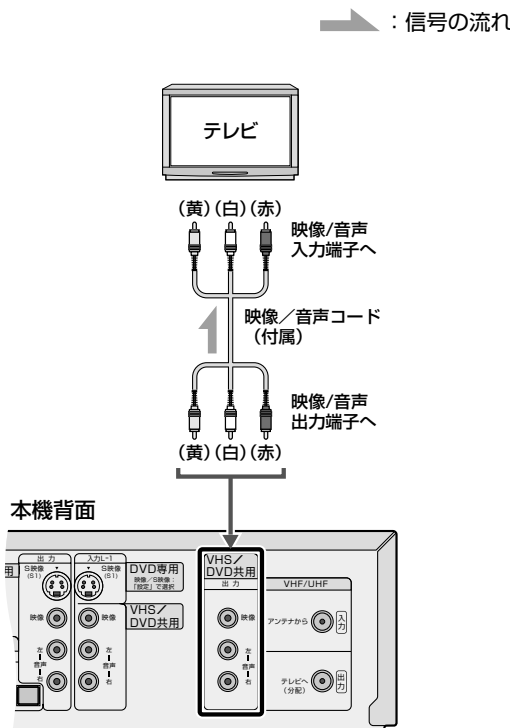 ：信号の流れ
テレビ
(黄)(白)(赤)
映像/音声
入力端子へ
映像／音声コード
（付属）
映像/音声
出力端子へ
(黄)(白)(赤)
本機背面
用
出 力
S映像
(S1)
映像
左
音声
右
入力L-1
S映像
(S1)
映像
左
音声
右
DVD専用
映像／S映像：
「設定」で選択
VHS／
DVD共用
VHS／
DVD共用
出 力
映像
左
音声
右
VHF/UHF
アンテナから
入力
テレビへ
(分配)
出力